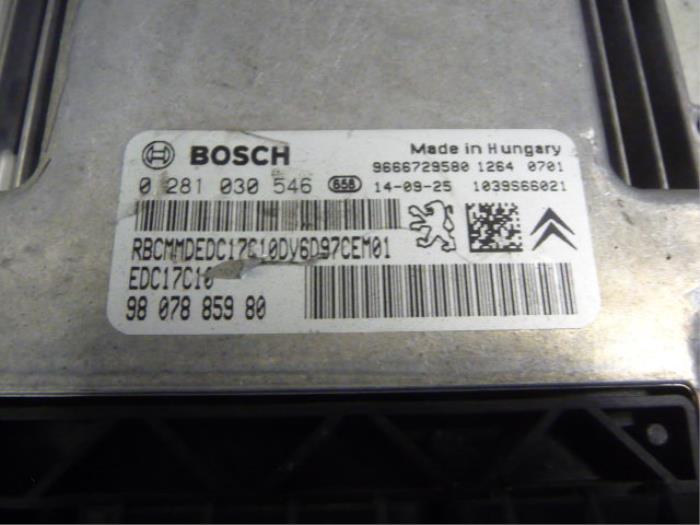 BOSCH Made in Hungary
9666729580 1264 0701
0 281 030 546 658 14-09-25 1039S66021
RBCMMDEDC17C10DV6D97CEM01
EDC17C10
98 078 859 80